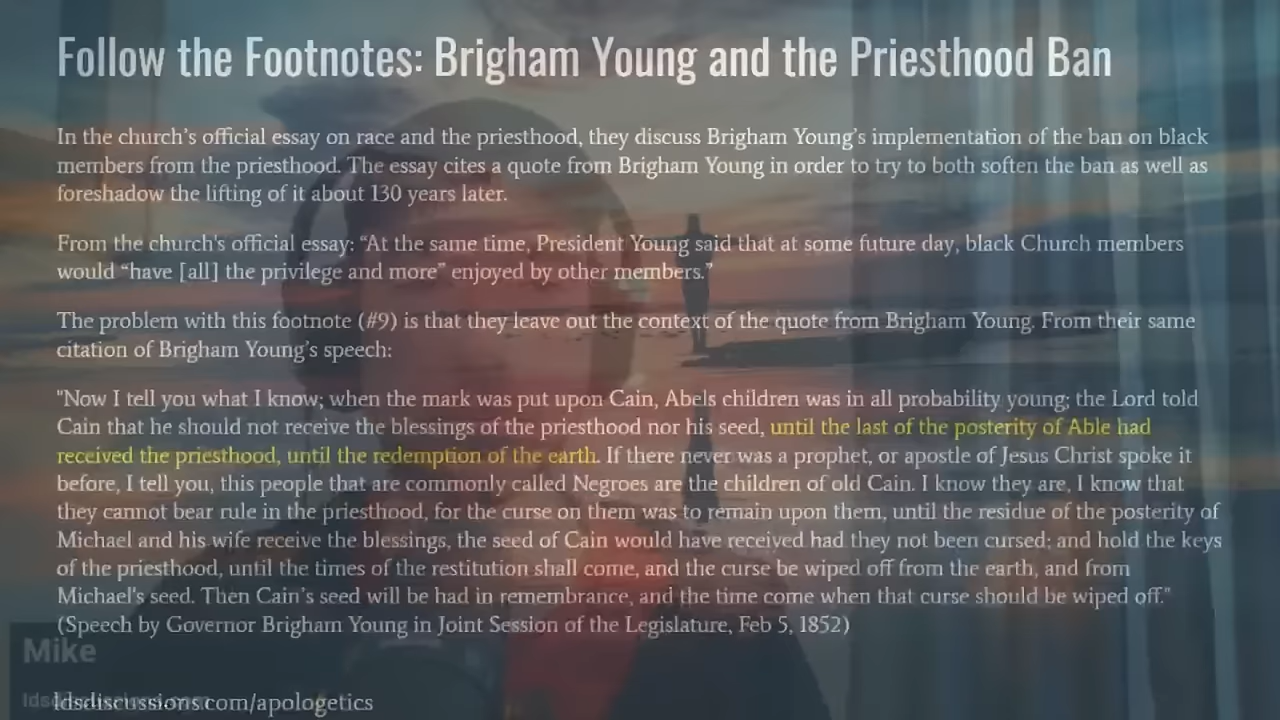 Follow the Footnotes: Brigham Young and the Priesthood Ban
In the church's official essay on race and the priesthood, they discuss Brigham Young's implementation of the ban on black
members from the priesthood. The essay cites a quote from Brigham Young in order to try to both soften the ban as well as
foreshadow the lifting of it about 130 years later.
From the church's official essay: “At the same time, President Young said that at some future day, black Church members
would “have [all] the privilege and more” enjoyed by other members.”
The problem with this footnote (#9) is that they leave out the context of the quote from Brigham Young. From their same
citation of Brigham Young's speech:
"Now I tell you what I know; when the mark was put upon Cain, Abels children was in all probability young; the Lord told
Cain that he should not receive the blessings of the priesthood nor his seed, until the last of the posterity of Able had
received the priesthood, until the redemption of the earth. If there never was a prophet, or apostle of Jesus Christ spoke it
before, I tell you, this people that are commonly called Negroes are the children of old Cain. I know they are, I know that
they cannot bear rule in the priesthood, for the curse on them was to remain upon them, until the residue of the posterity of
Michael and his wife receive the blessings, the seed of Cain would have received had they not been cursed; and hold the keys
of the priesthood, until the times of the restitution shall come, and the curse be wiped off from the earth, and from
Michael's seed. Then Cain's seed will be had in remembrance, and the time come when that curse should be wiped off."
(Speech by Governor Brigham Young in Joint Session of the Legislature, Feb 5, 1852)
Mike
ldsdiscussions.com
ldsdiscussions.com/apologetics